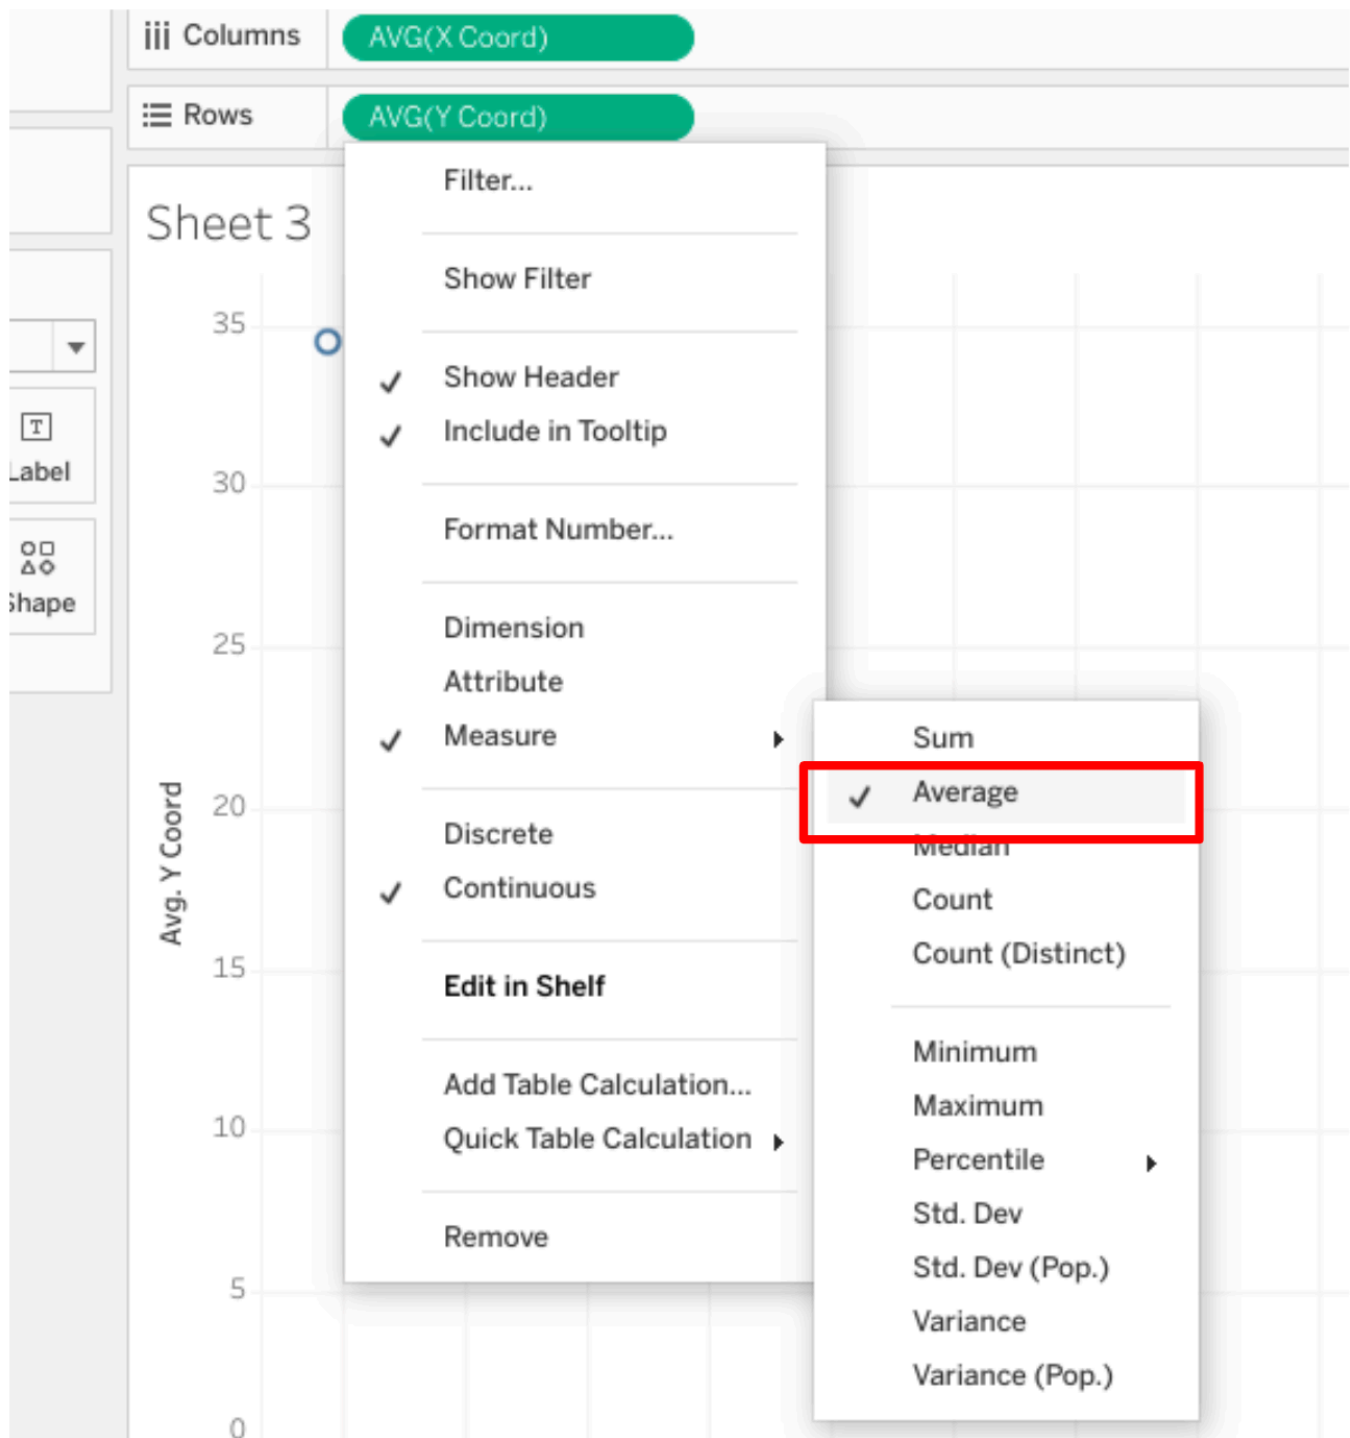 Columns
AVG(X Coord)
Rows
AVG(Y Coord)
Sheet 3
Filter...
Show Filter
Show Header
Include in Tooltip
Format Number...
Dimension
Attribute
Measure
Discrete
Continuous
Edit in Shelf
Add Table Calculation...
Quick Table Calculation
Remove
Sum
Average
Median
Count
Count (Distinct)
Minimum
Maximum
Percentile
Std. Dev
Std. Dev (Pop.)
Variance
Variance (Pop.)
T
Label
Shape
Avg. Y Coord
35
30
25
20
15
10
5
0